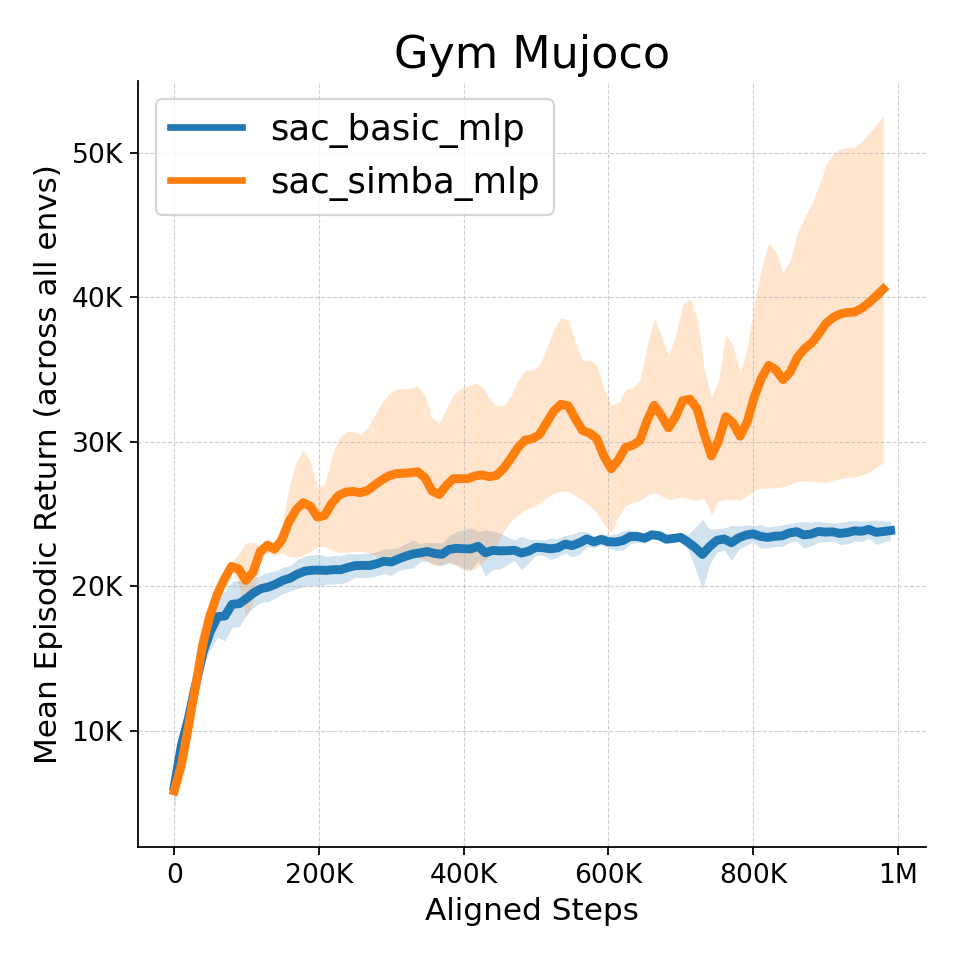 Gym Mujoco
sac_basic_mlp
sac_simba_mlp
Mean Episodic Return (across all envs)
50K
40K
30K
20K
10K
0
200K
400K
600K
800K
1M
Aligned Steps